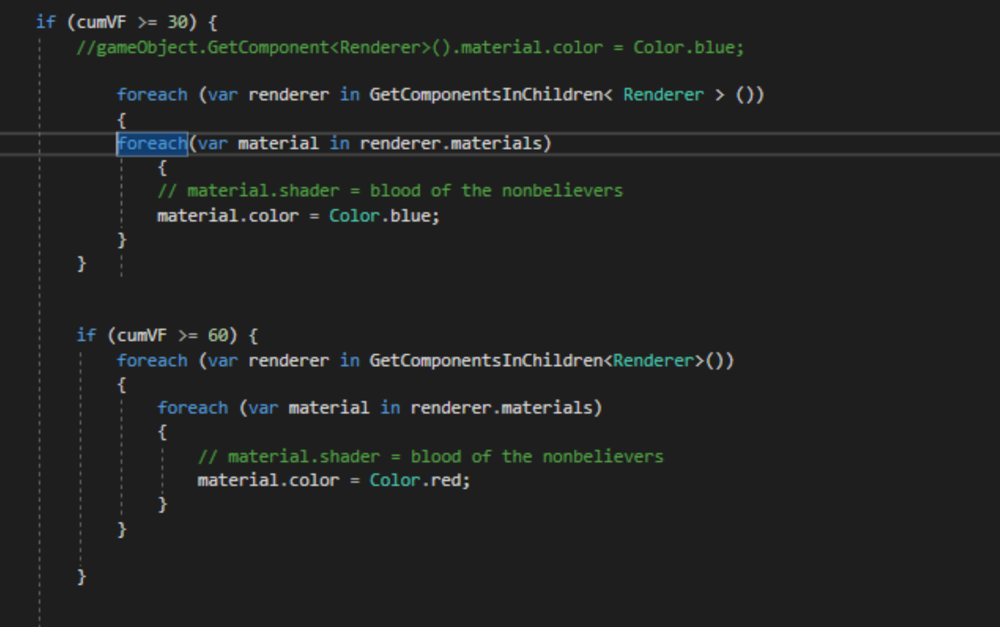 if (cumVF >= 30) {
//gameObject.GetComponent<Renderer>().material.color = Color.blue;
foreach (var renderer in GetComponentsInChildren< Renderer > ())
{
foreach(var material in renderer.materials)
{
// material.shader = blood of the nonbelievers
material.color = Color.blue;
}
}
if (cumVF >= 60) {
foreach (var renderer in GetComponentsInChildren<Renderer>())
{
foreach (var material in renderer.materials)
{
// material.shader = blood of the nonbelievers
material.color = Color.red;
}
}
}